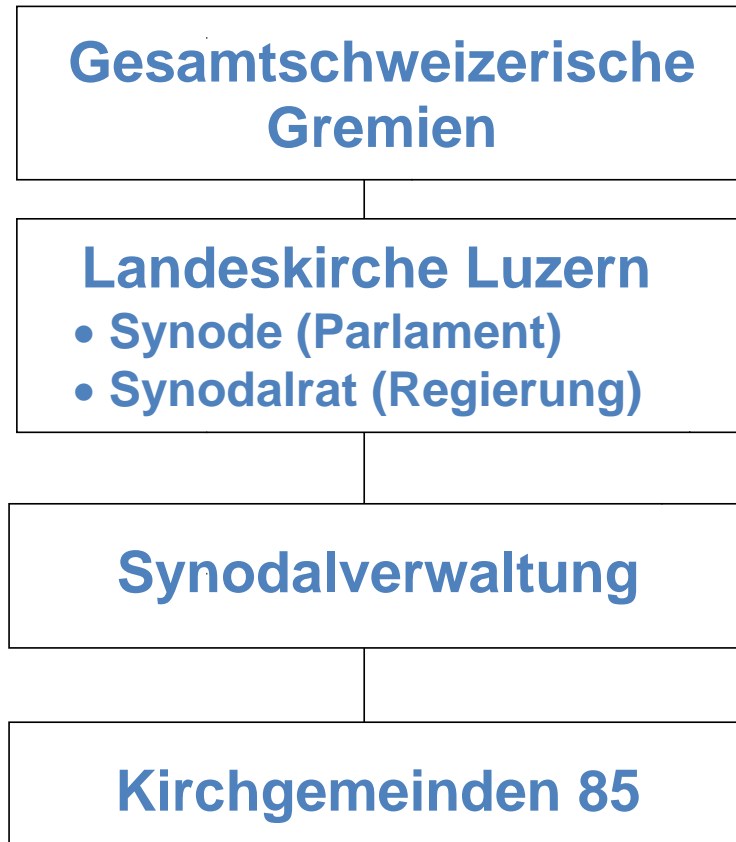 Gesamtschweizerische
Gremien
Landeskirche Luzern
• Synode (Parlament)
• Synodalrat (Regierung)
Synodalverwaltung
Kirchgemeinden 85